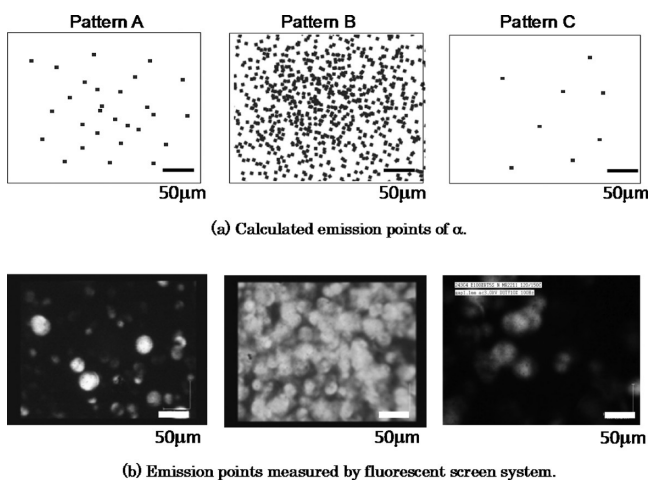 Pattern A Pattern B Pattern C
50μm 50μm 50μm
(a) Calculated emission points of α.
50μm 50μm 50μm
(b) Emission points measured by fluorescent screen system.